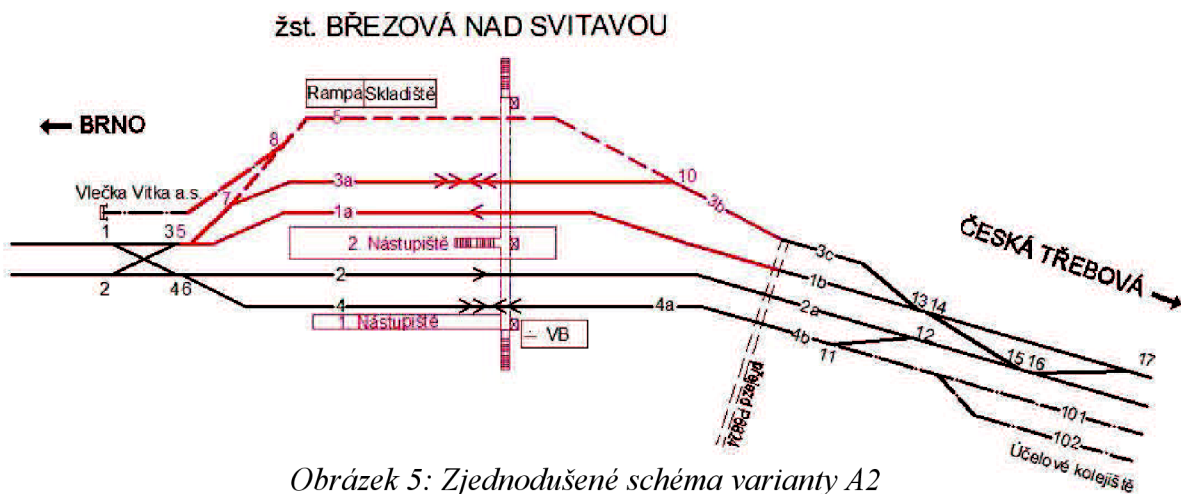 žst. BŘEZOVÁ NAD SVITAVOU
Rampa Skladiště
← BRNO
8
Vlečka Vitka a.s.
7
3a
10
3b
1
35
1a
2. Nástupiště
3c
ČESKÁ TŘEBOVÁ →
2
46
2
1b
13 14
4
4a
2a
1. Nástupiště
VB
4b
11
12
15 16
17
101
102
přejezd
Účelové kolejiště
Obrázek 5: Zjednodušené schéma varianty A2